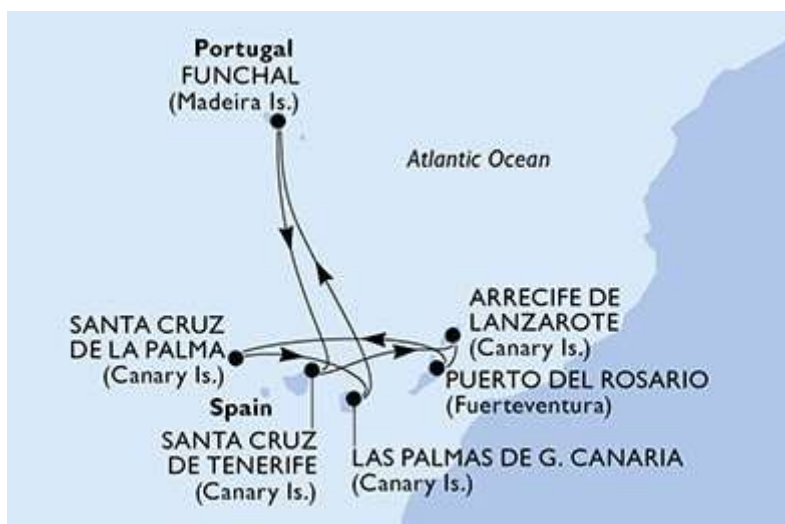 Portugal
FUNCHAL
(Madeira Is.)
Atlantic Ocean
ARRECIFE DE
LANZAROTE
(Canary Is.)
SANTA CRUZ
DE LA PALMA
(Canary Is.)
PUERTO DEL ROSARIO
(Fuerteventura)
Spain
SANTA CRUZ
DE TENERIFE
(Canary Is.)
LAS PALMAS DE G. CANARIA
(Canary Is.)